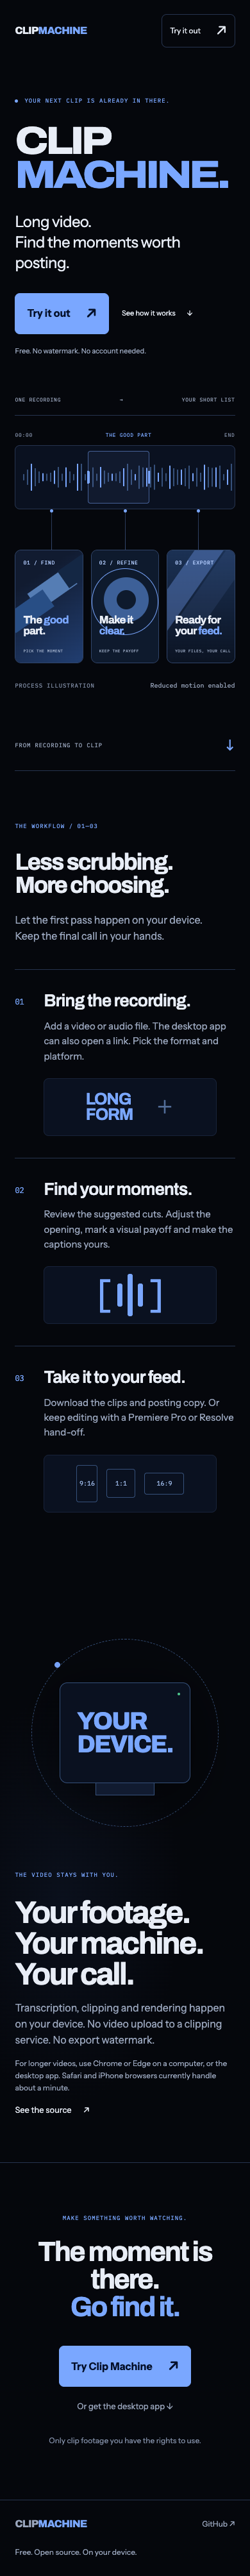 CLIPMACHINE
Try it out ↗
YOUR NEXT CLIP IS ALREADY IN THERE.
CLIP
MACHINE.
Long video.
Find the moments worth
posting.
Try it out ↗
See how it works ↓
Free. No watermark. No account needed.
ONE RECORDING
YOUR SHORT LIST
00:00
THE GOOD PART
END
01 / FIND
The good
part.
PICK THE MOMENT
02 / REFINE
Make it
clear.
KEEP THE PAYOFF
03 / EXPORT
Ready for
your feed.
YOUR FILES, YOUR CALL
PROCESS ILLUSTRATION
Reduced motion enabled
FROM RECORDING TO CLIP ↓
THE WORKFLOW / 01—03
Less scrubbing.
More choosing.
Let the first pass happen on your device.
Keep the final call in your hands.
01
Bring the recording.
Add a video or audio file. The desktop app
can also open a link. Pick the format and
platform.
LONG
FORM
02
Find your moments.
Review the suggested cuts. Adjust the
opening, mark a visual payoff and make the
captions yours.
03
Take it to your feed.
Download the clips and posting copy. Or
keep editing with a Premiere Pro or Resolve
hand-off.
9:16
1:1
16:9
YOUR
DEVICE.
THE VIDEO STAYS WITH YOU.
Your footage.
Your machine.
Your call.
Transcription, clipping and rendering happen
on your device. No video upload to a clipping
service. No export watermark.
For longer videos, use Chrome or Edge on a computer, or the
desktop app. Safari and iPhone browsers currently handle
about a minute.
See the source ↗
MAKE SOMETHING WORTH WATCHING.
The moment is
there.
Go find it.
Try Clip Machine ↗
Or get the desktop app ↓
Only clip footage you have the rights to use.
CLIPMACHINE
GitHub ↗
Free. Open source. On your device.